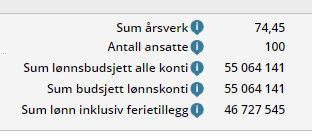 Sum årsverk 74,45
Antall ansatte 100
Sum lønnsbudsjett alle konti 55 064 141
Sum budsjett lønnskonti 55 064 141
Sum lønn inklusiv ferietillegg 46 727 545